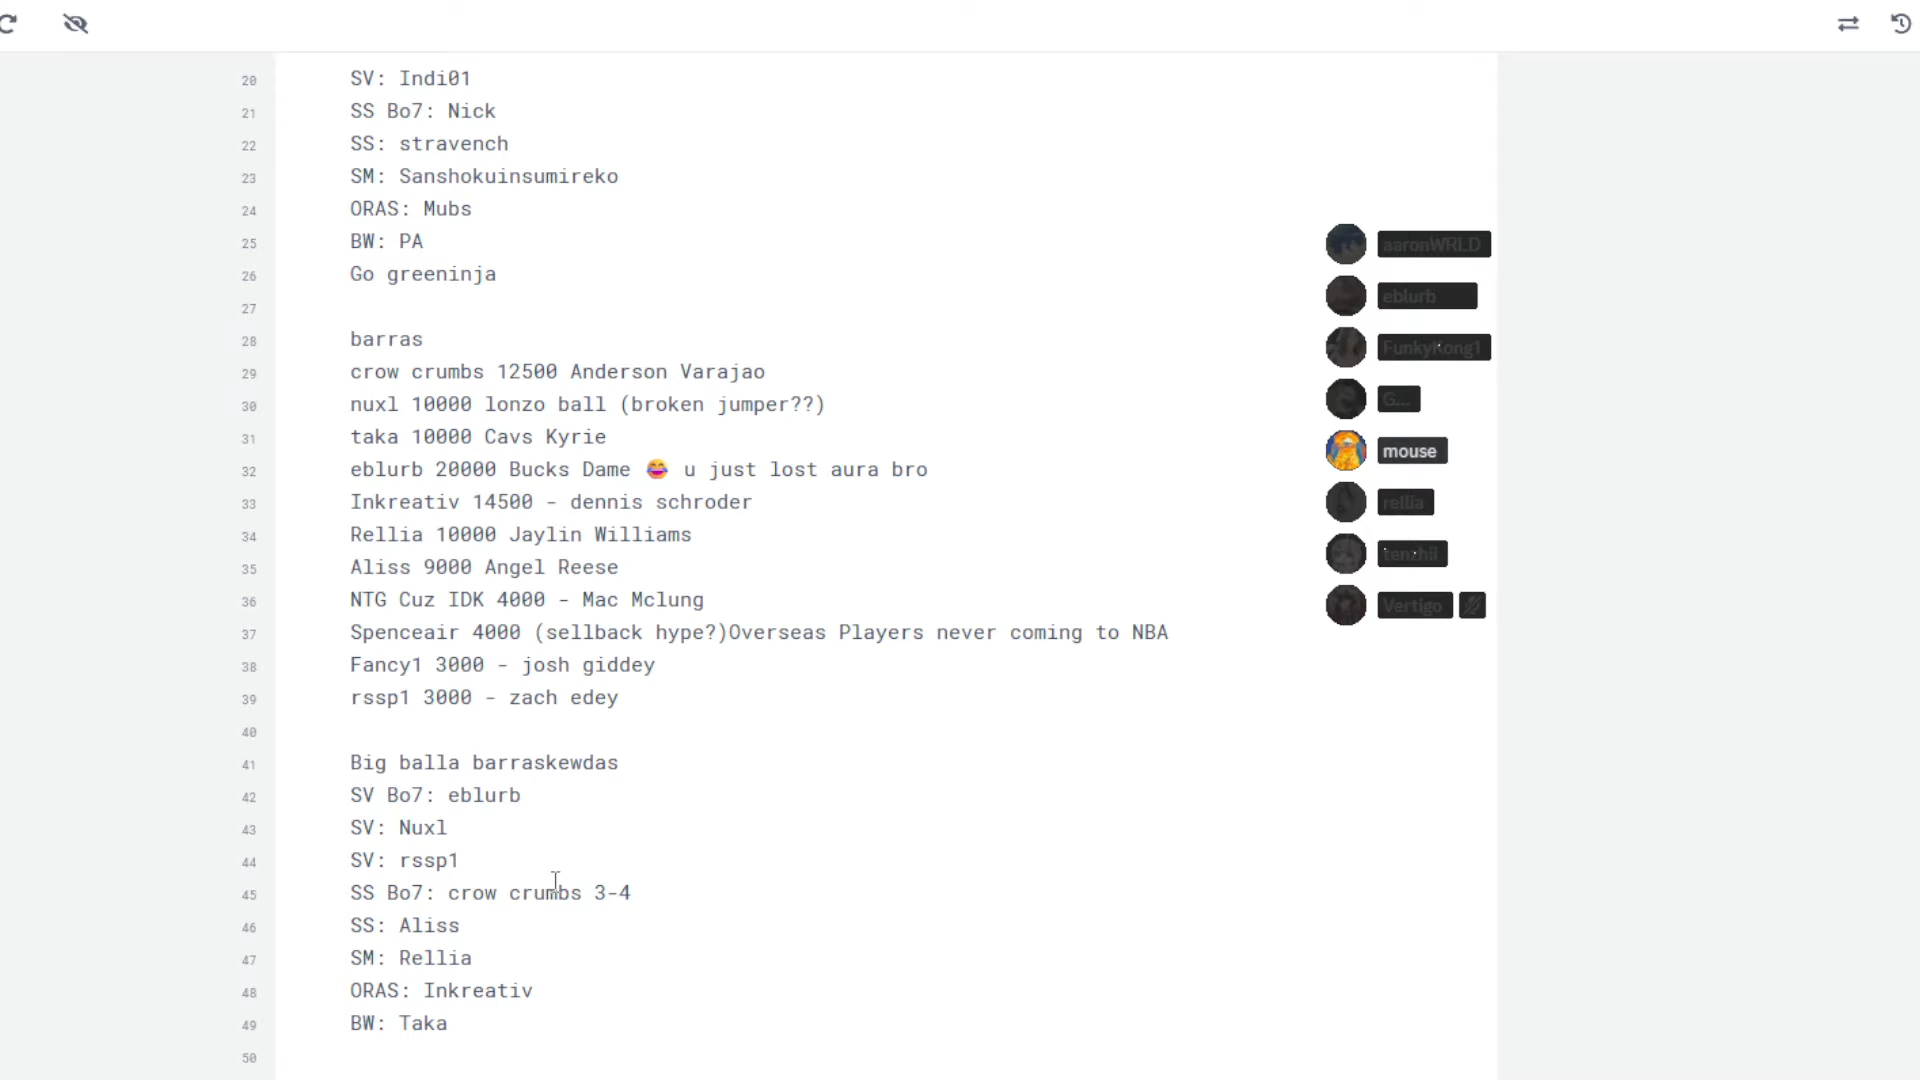 20 SV: Indi01
21 SS Bo7: Nick
22 SS: stravench
23 SM: Sanshokuinsumireko
24 ORAS: Mubs
25 BW: PA
26 Go greeninja
27
28 barras
29 crow crumbs 12500 Anderson Varajao
30 nuxl 10000 lonzo ball (broken jumper??)
31 taka 10000 Cavs Kyrie
32 eblurb 20000 Bucks Dame 😂 u just lost aura bro
33 Inkreativ 14500 - dennis schroder
34 Rellia 10000 Jaylin Williams
35 Aliss 9000 Angel Reese
36 NTG Cuz IDK 4000 - Mac Mclung
37 Spenceair 4000 (sellback hype?)Overseas Players never coming to NBA
38 Fancy1 3000 - josh giddey
39 rssp1 3000 - zach edey
40
41 Big balla barraskewdas
42 SV Bo7: eblurb
43 SV: Nuxl
44 SV: rssp1
45 SS Bo7: crow crumbs 3-4
46 SS: Aliss
47 SM: Rellia
48 ORAS: Inkreativ
49 BW: Taka
50
aaronWRLD
eblurb
FunkyKong1
G...
mouse
rellia
tenzhii
Vertigo